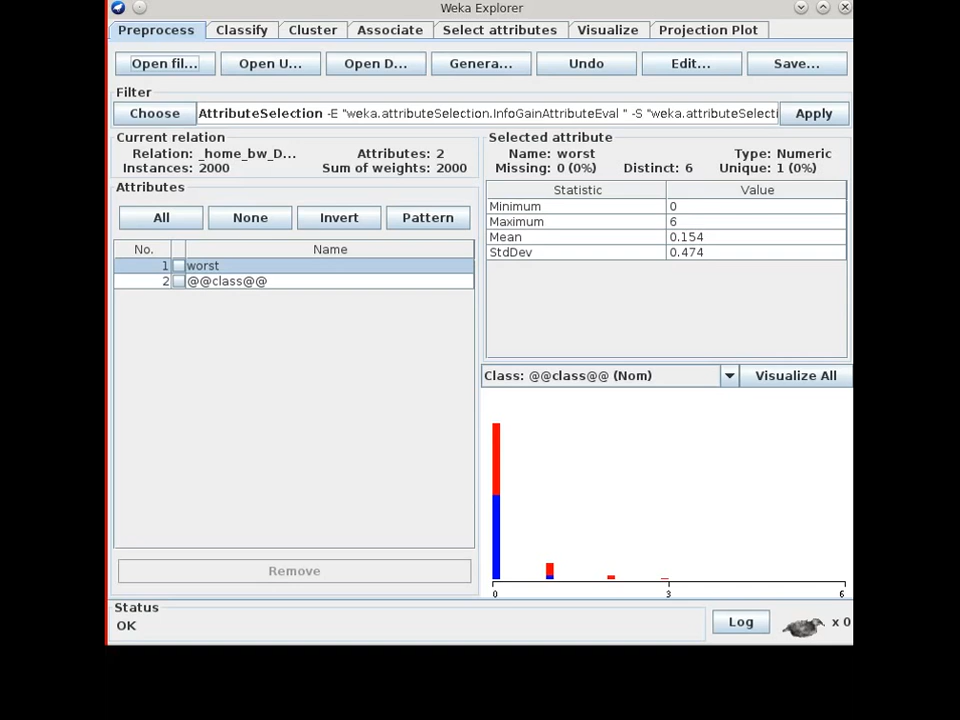 Weka Explorer
Preprocess Classify Cluster Associate Select attributes Visualize Projection Plot
Open fil... Open U... Open D... Genera... Undo Edit... Save...
Filter
Choose AttributeSelection -E "weka.attributeSelection.InfoGainAttributeEval " -S "weka.attributeSelecti Apply
Current relation
Relation: _home_bw_D... Attributes: 2
Instances: 2000 Sum of weights: 2000
Attributes
All None Invert Pattern
No. Name
1 worst
2 @@class@@
Remove
Selected attribute
Name: worst Type: Numeric
Missing: 0 (0%) Distinct: 6 Unique: 1 (0%)
Statistic Value
Minimum 0
Maximum 6
Mean 0.154
StdDev 0.474
Class: @@class@@ (Nom) Visualize All
0 3 6
Status
OK
Log x 0